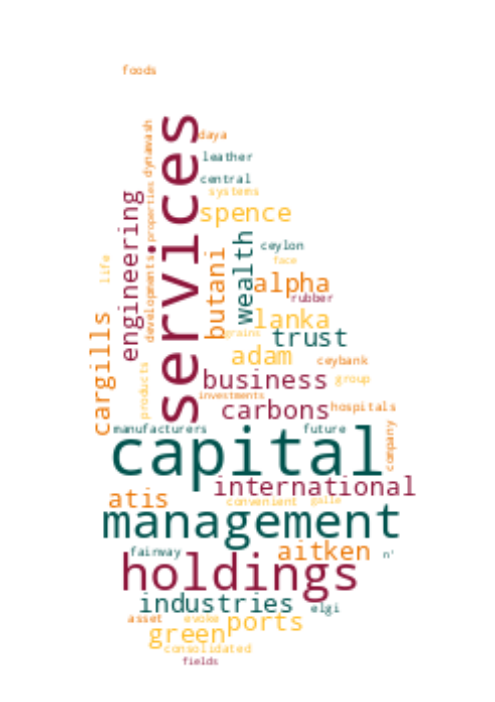 foods
services
daya
dynawash
leather
central
properties
systems
engineering
spence
wealth
ceylon
butani
life
developments
face
alpha
rubber
cargills
lanka
grains
trust
adam
ceybank
products
business
group
investments
carbons
hospitals
manufacturers
future
company
capital
international
atis
convenient
galle
management
fairway
aitken
n'
holdings
industries
elgi
asset
evoke
ports
green
consolidated
fields